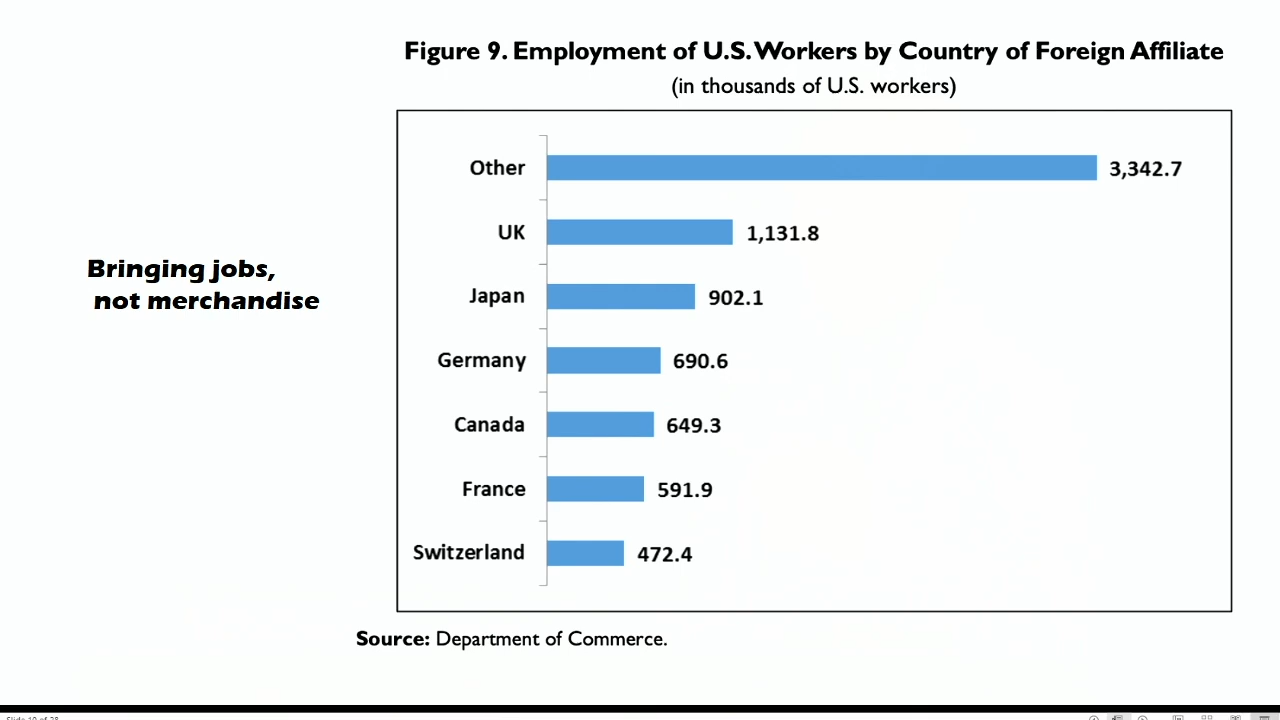 Figure 9. Employment of U.S. Workers by Country of Foreign Affiliate
(in thousands of U.S. workers)
Bringing jobs,
not merchandise
Other 3,342.7
UK 1,131.8
Japan 902.1
Germany 690.6
Canada 649.3
France 591.9
Switzerland 472.4
Source: Department of Commerce.